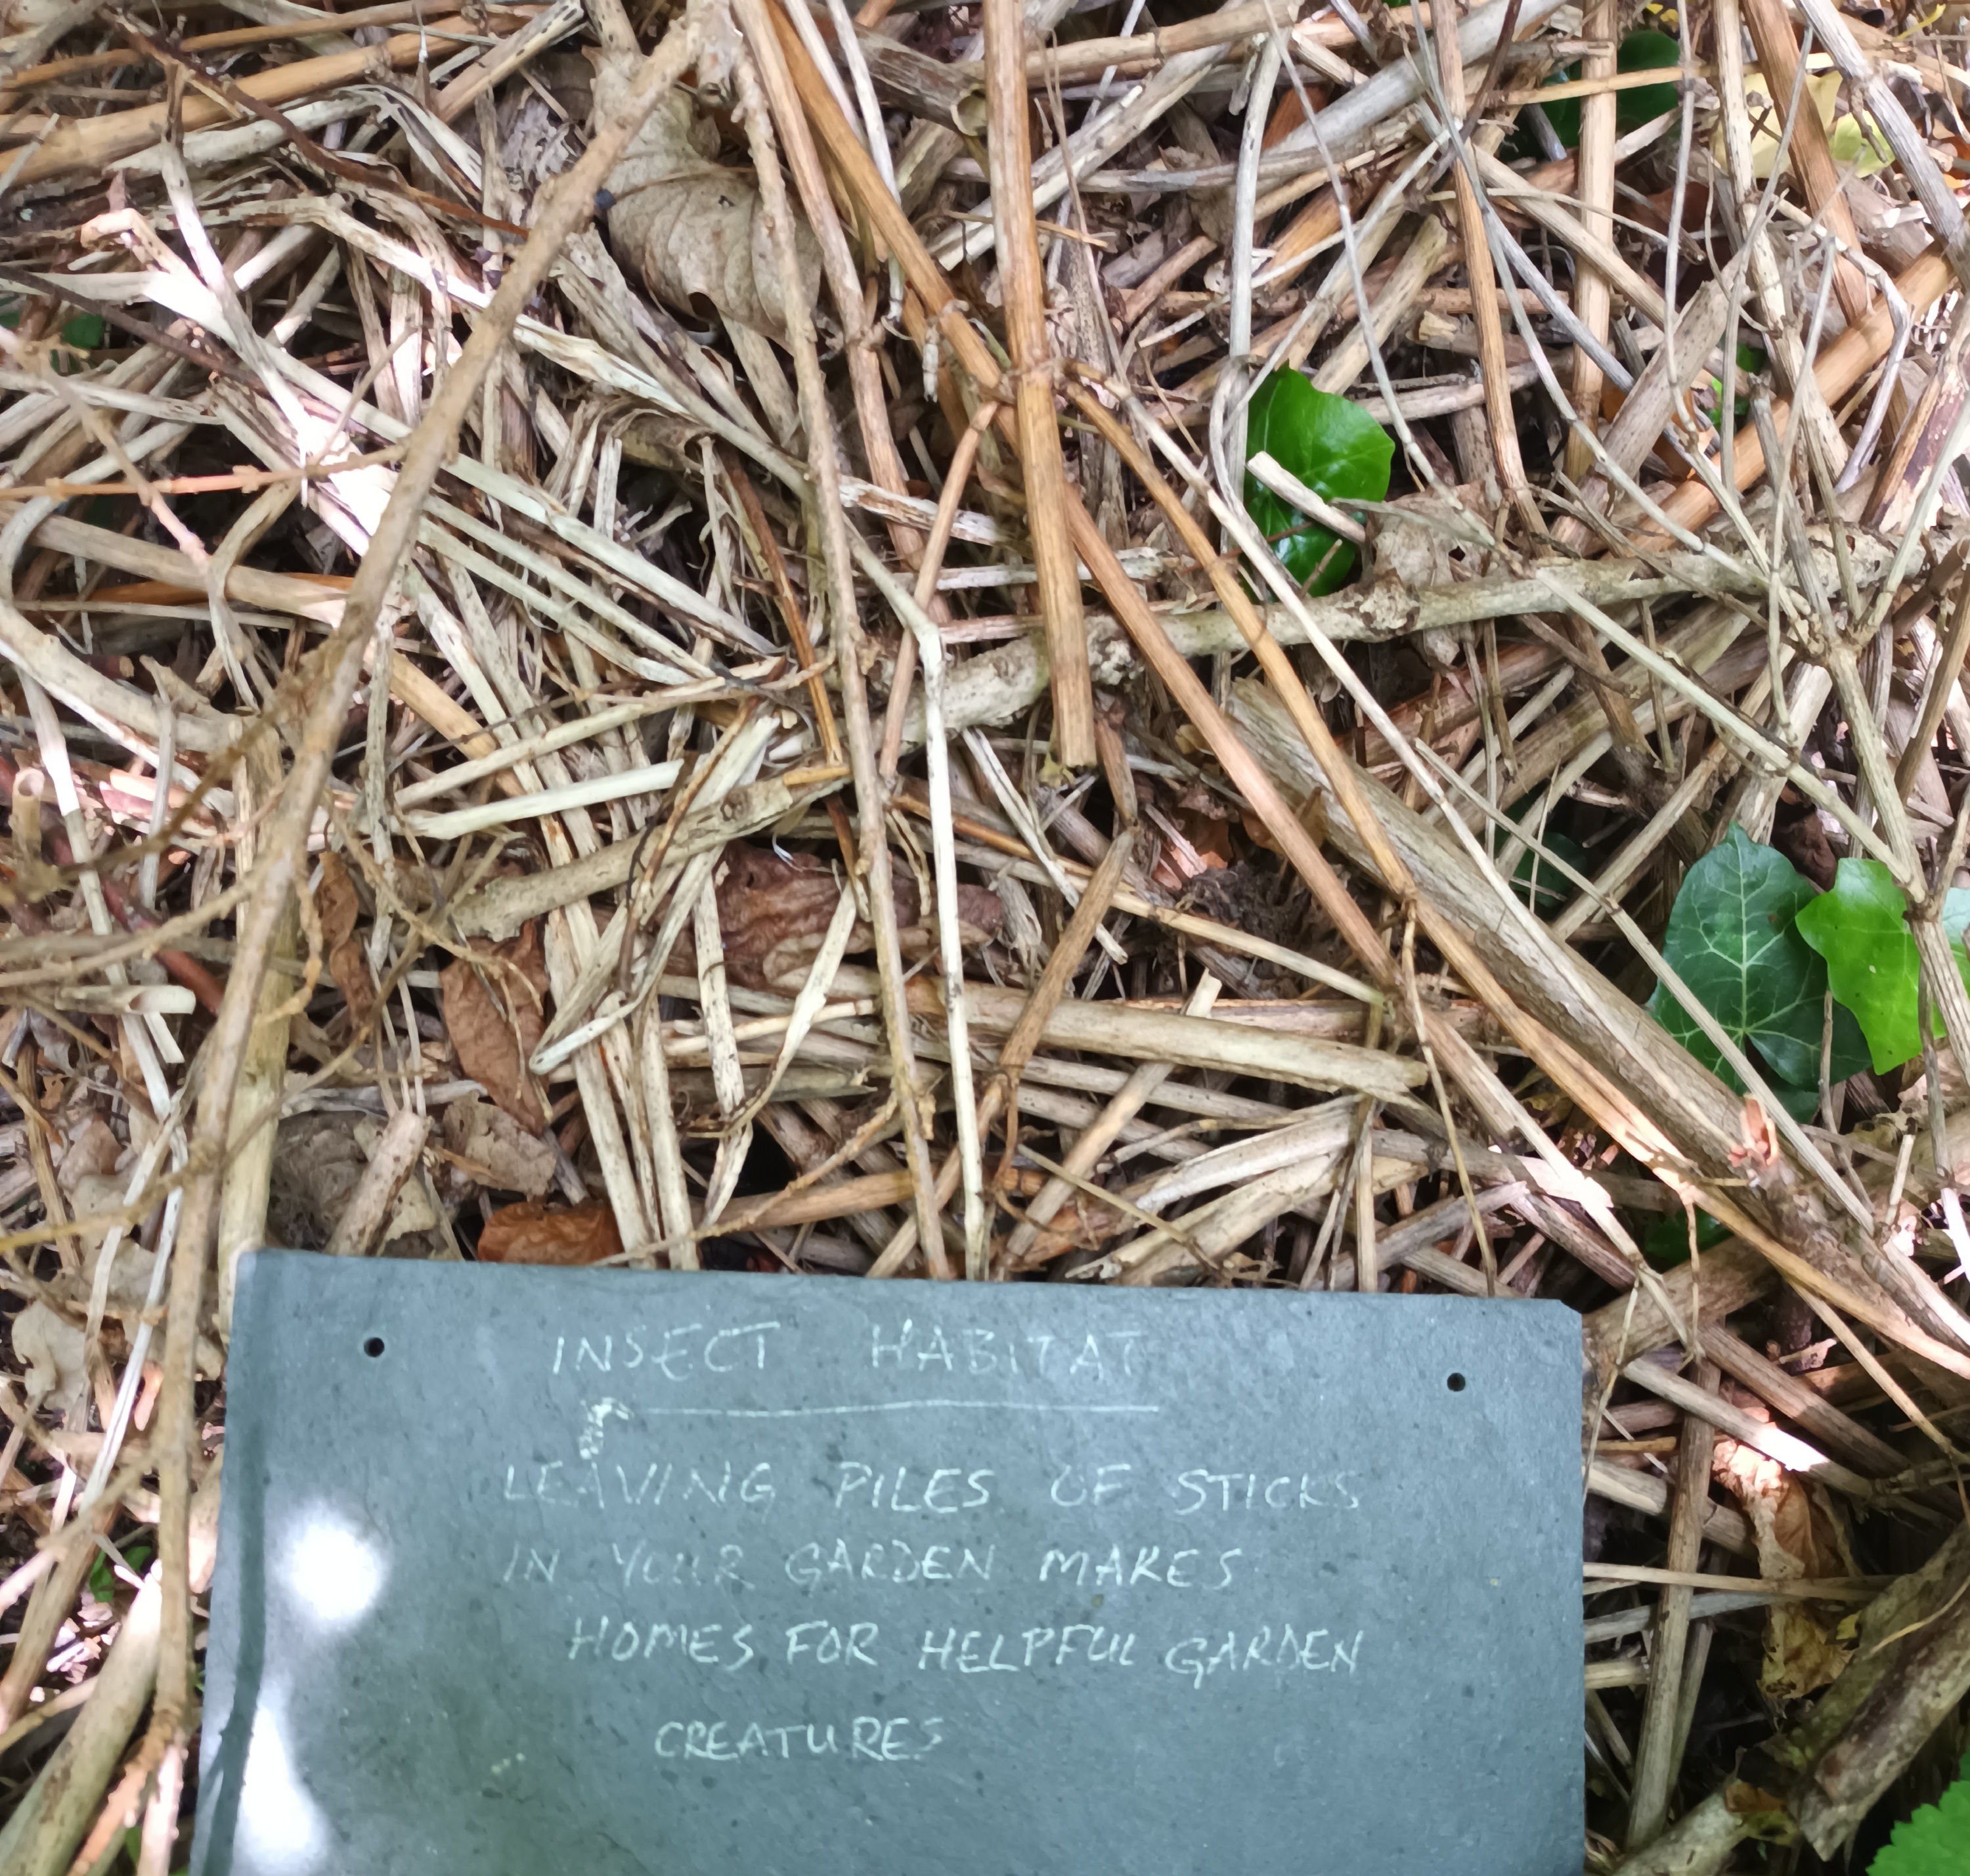 INSECT HABITAT
LEAVING PILES OF STICKS
IN YOUR GARDEN MAKES
HOMES FOR HELPFUL GARDEN
CREATURES